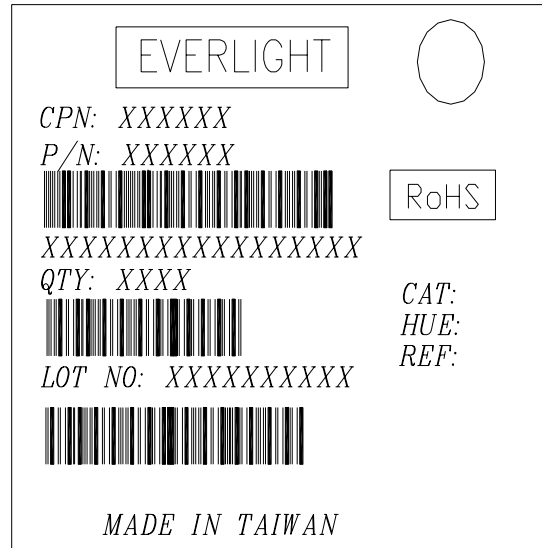 EVERLIGHT
CPN: XXXXXX
P/N: XXXXXX
RoHS
XXXXXXXXXXXXXXXXX
QTY: XXXX
CAT:
HUE:
REF:
LOT NO: XXXXXXXXXX
MADE IN TAIWAN